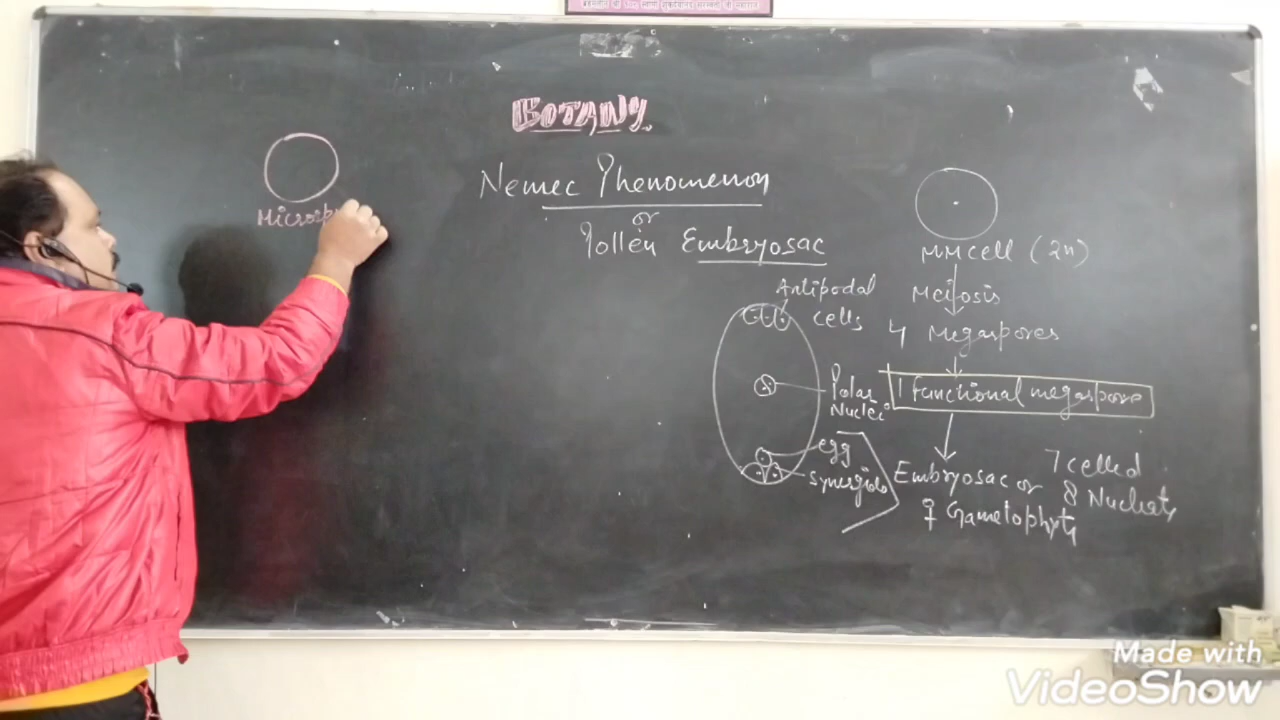 BOTANY.
Nemec Phenomenon
or
Pollen Embryosac
MMcell (2n)
Meiosis
4 Megaspores
1 functional megaspore
Embryosac or
♀ Gametophyte
7 celled
8 Nucleate
Antipodal
cells
Polar
Nuclei
egg
Synergids
Made with
VideoShow